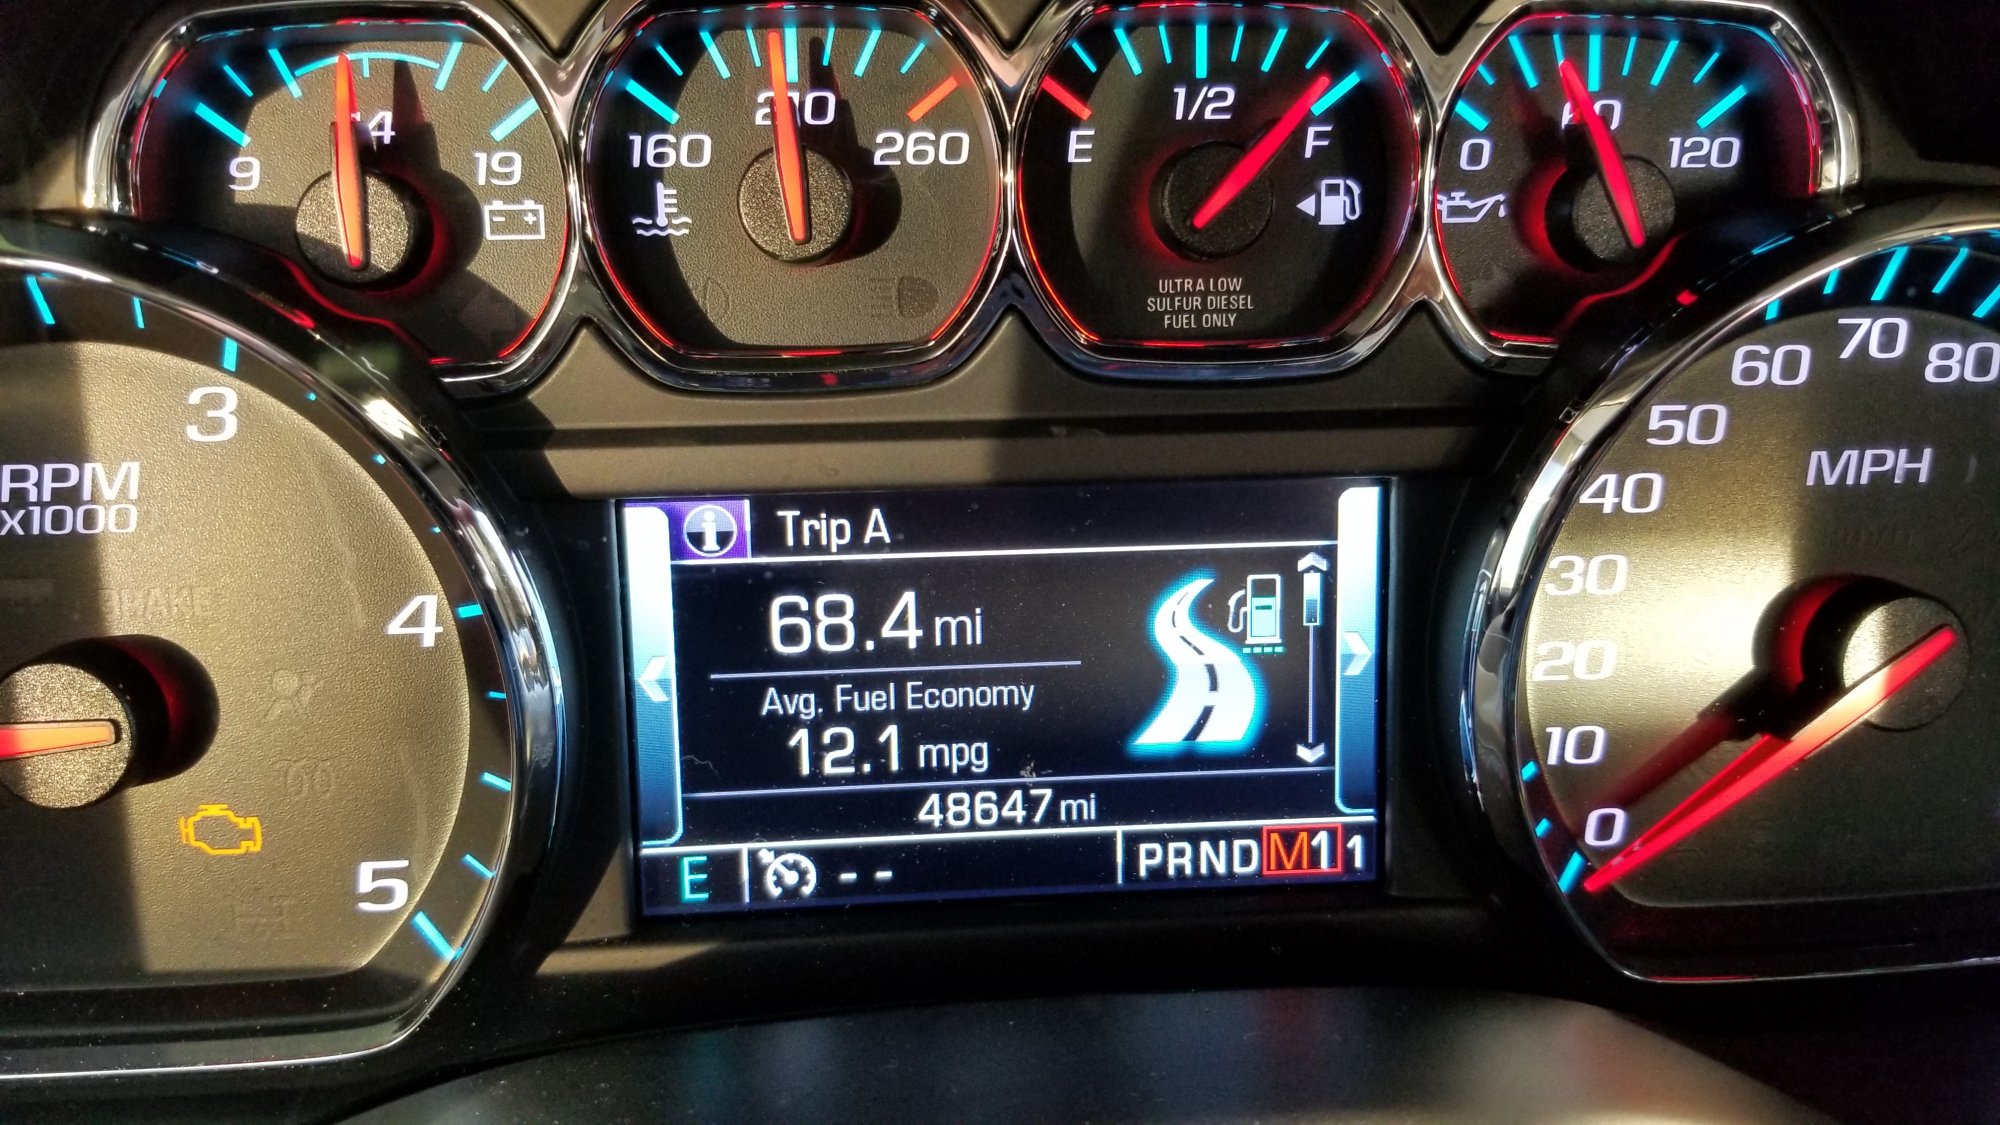 9
14
19
160
210
260
E
1/2
F
ULTRA LOW
SULFUR DIESEL
FUEL ONLY
0
60
120
3
4
5
RPM
x1000
Trip A
68.4 mi
Avg. Fuel Economy
12.1 mpg
48647 mi
E
--
PRNDM1 1
MPH
0
10
20
30
40
50
60
70
80